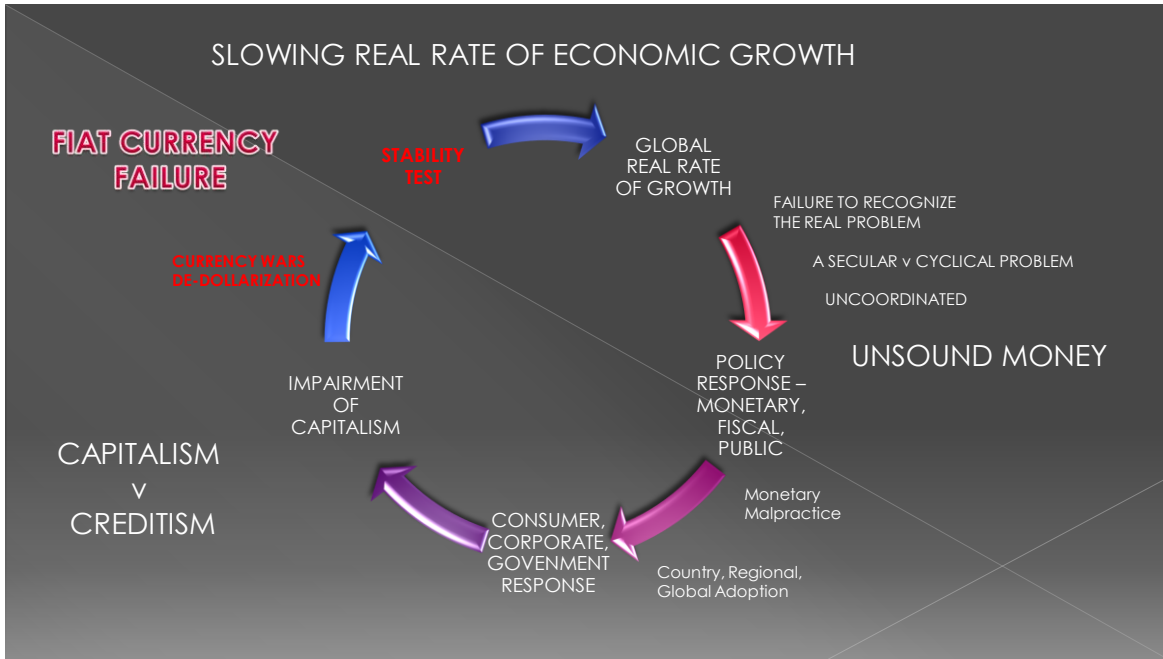 SLOWING REAL RATE OF ECONOMIC GROWTH
FIAT CURRENCY
FAILURE
STABILITY
TEST
GLOBAL
REAL RATE
OF GROWTH
FAILURE TO RECOGNIZE
THE REAL PROBLEM
A SECULAR v CYCLICAL PROBLEM
UNCOORDINATED
UNSOUND MONEY
POLICY
RESPONSE –
MONETARY,
FISCAL,
PUBLIC
Monetary
Malpractice
Country, Regional,
Global Adoption
CONSUMER,
CORPORATE,
GOVENMENT
RESPONSE
CAPITALISM
v
CREDITISM
IMPAIRMENT
OF
CAPITALISM
CURRENCY WARS
DE-DOLLARIZATION